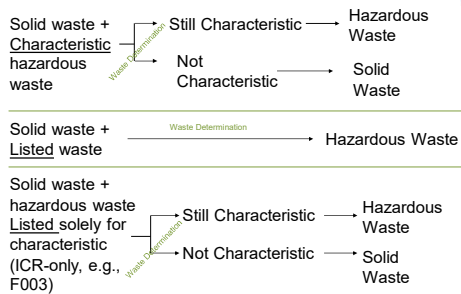 Solid waste +
Characteristic
hazardous
waste
Waste Determination
Still Characteristic
Hazardous
Waste
Not
Characteristic
Solid
Waste
Solid waste +
Listed waste
Waste Determination
Hazardous Waste
Solid waste +
hazardous waste
Listed solely for
characteristic
(ICR-only, e.g.,
F003)
Waste Determination
Still Characteristic
Hazardous
Waste
Not Characteristic
Solid
Waste